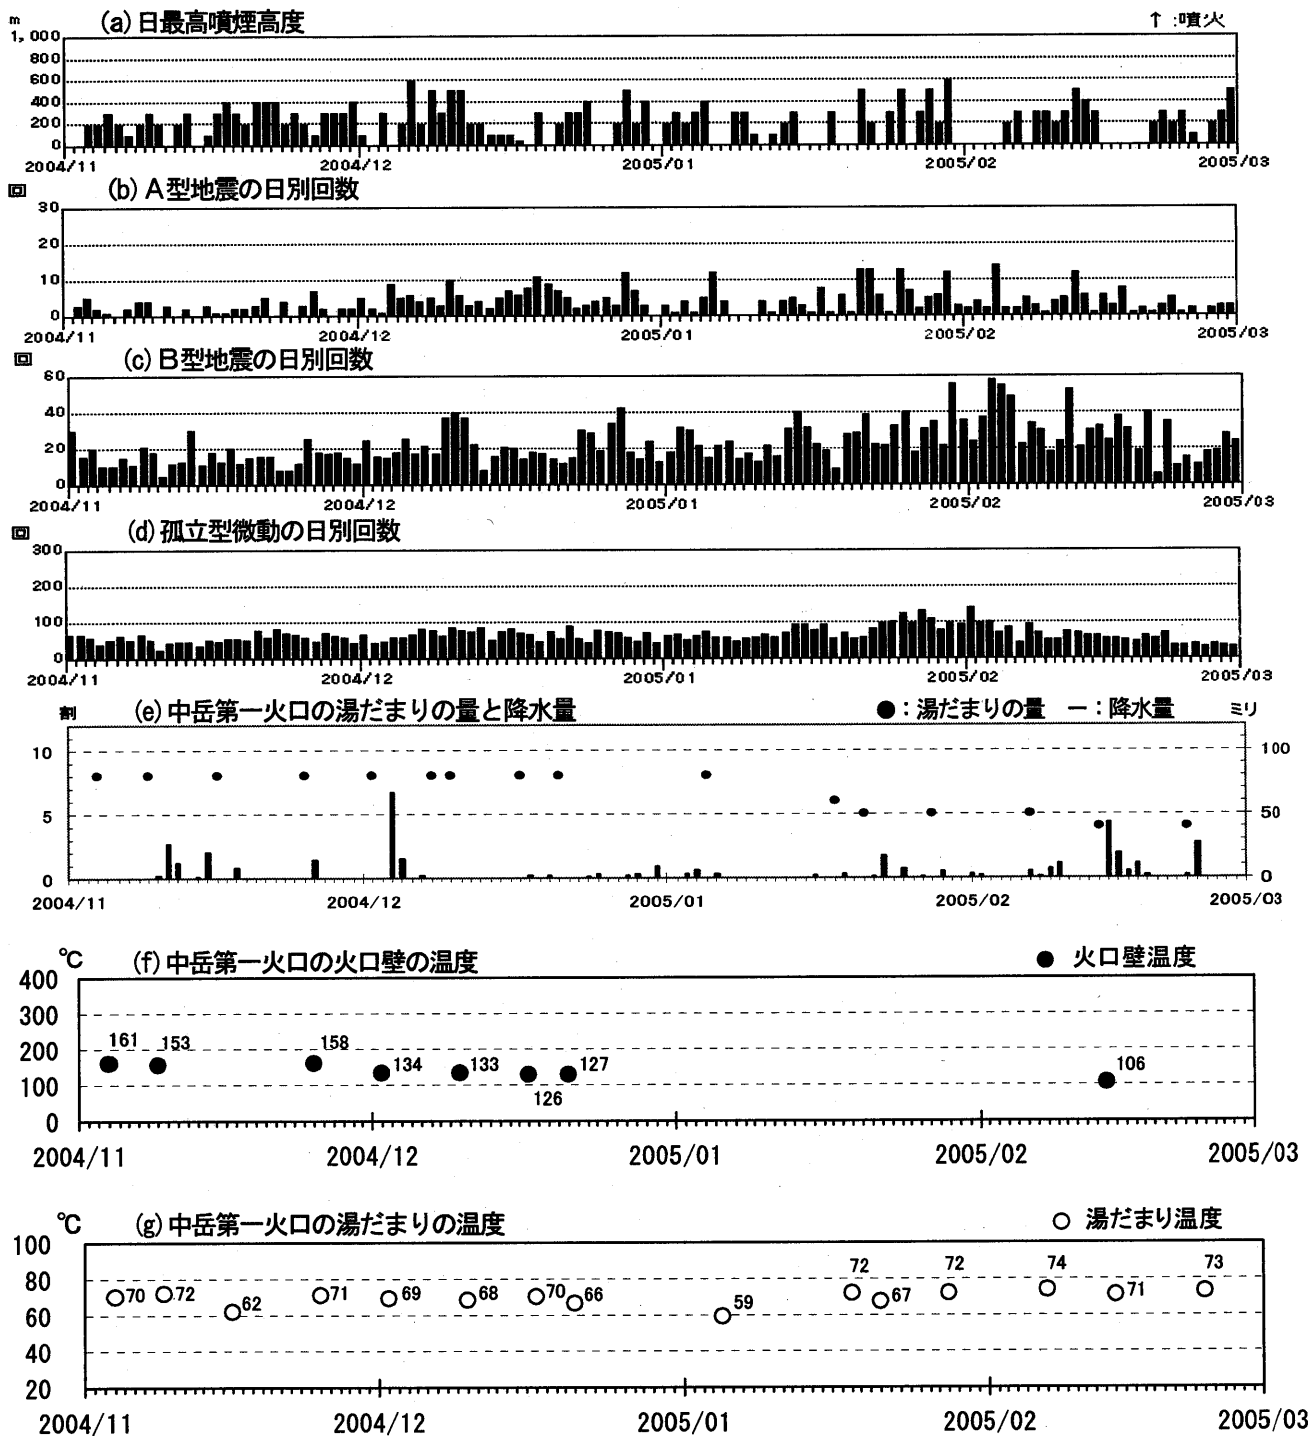 m (a)日最高噴煙高度 ↑:噴火
1,000
800
600
400
200
0
2004/11 2004/12 2005/01 2005/02 2005/03
回 (b)A型地震の日別回数
30
20
10
0
2004/11 2004/12 2005/01 2005/02 2005/03
回 (c)B型地震の日別回数
60
40
20
0
2004/11 2004/12 2005/01 2005/02 2005/03
回 (d)孤立型微動の日別回数
300
200
100
0
2004/11 2004/12 2005/01 2005/02 2005/03
割 (e)中岳第一火口の湯だまりの量と降水量 ●:湯だまりの量 ー:降水量 ミリ
10 100
5 50
0 0
2004/11 2004/12 2005/01 2005/02 2005/03
℃ (f)中岳第一火口の火口壁の温度 ● 火口壁温度
400
300
200 161 153 158 134 133 126 127 106
100
0
2004/11 2004/12 2005/01 2005/02 2005/03
℃ (g)中岳第一火口の湯だまりの温度 ○ 湯だまり温度
100
80 70 72 62 71 69 68 70 66 59 72 67 72 74 71 73
60
40
20
2004/11 2004/12 2005/01 2005/02 2005/03